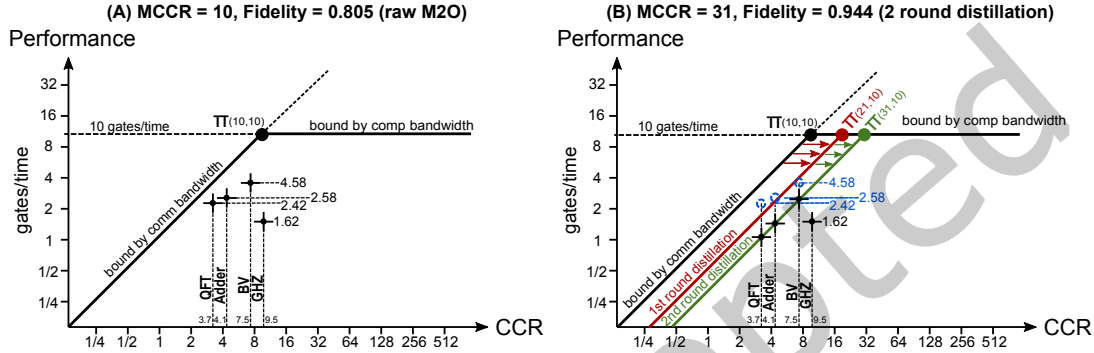 (A) MCCR = 10, Fidelity = 0.805 (raw M2O)
Performance
gates/time
32
16
8
4
2
1
1/2
1/4
10 gates/time
TT(10,10)
bound by comp bandwidth
bound by comm bandwidth
4.58
2.58
2.42
1.62
QFT
Adder
BV
GHZ
3.7
4.1
7.5
9.5
1/4 1/2 1 2 4 8 16 32 64 128 256 512
CCR
(B) MCCR = 31, Fidelity = 0.944 (2 round distillation)
Performance
gates/time
32
16
8
4
2
1
1/2
1/4
10 gates/time
TT(10,10)
TT(21,10)
TT(31,10)
bound by comp bandwidth
bound by comm bandwidth
1st round distillation
2nd round distillation
4.58
2.58
2.42
1.62
QFT
Adder
BV
GHZ
3.7
4.1
7.5
9.5
1/4 1/2 1 2 4 8 16 32 64 128 256 512
CCR